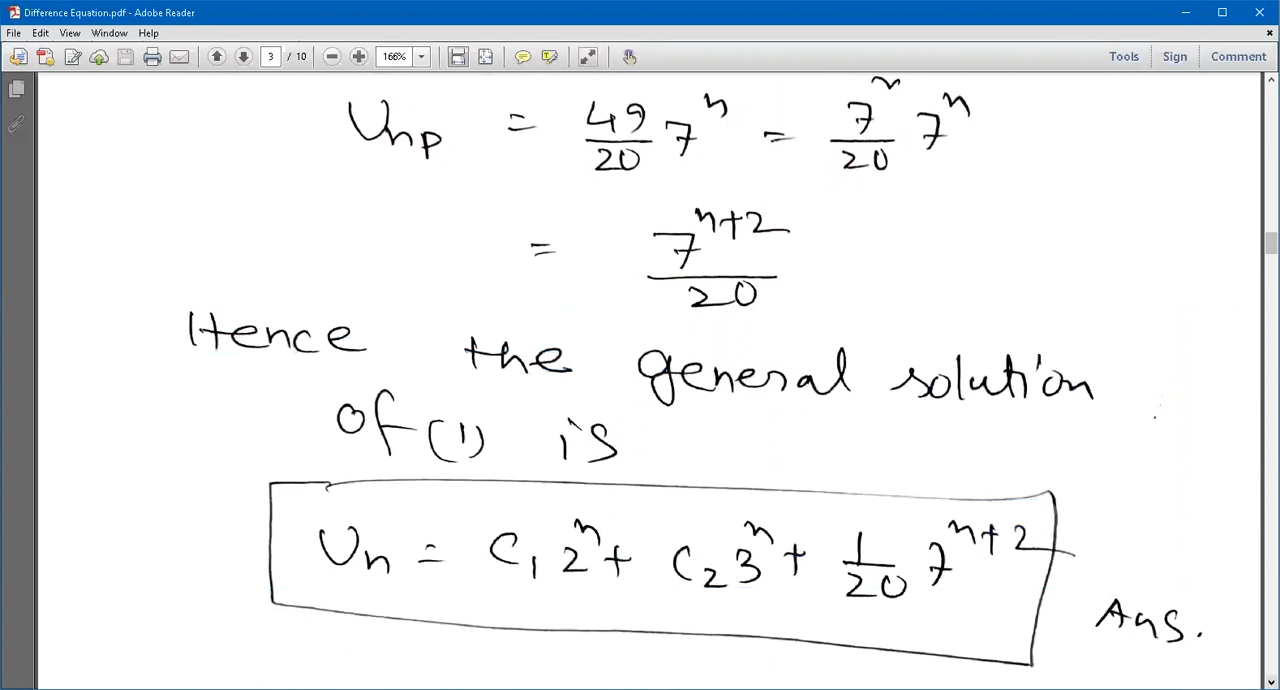 Difference Equation.pdf - Adobe Reader
File Edit View Window Help
3 / 10 166% Tools Sign Comment
Unp = 49/20 7^n = 7^2/20 7^n
= 7^n+2/20
Hence the general solution
of (1) is
Un = C1 2^n + C2 3^n + 1/20 7^n+2
Ans.